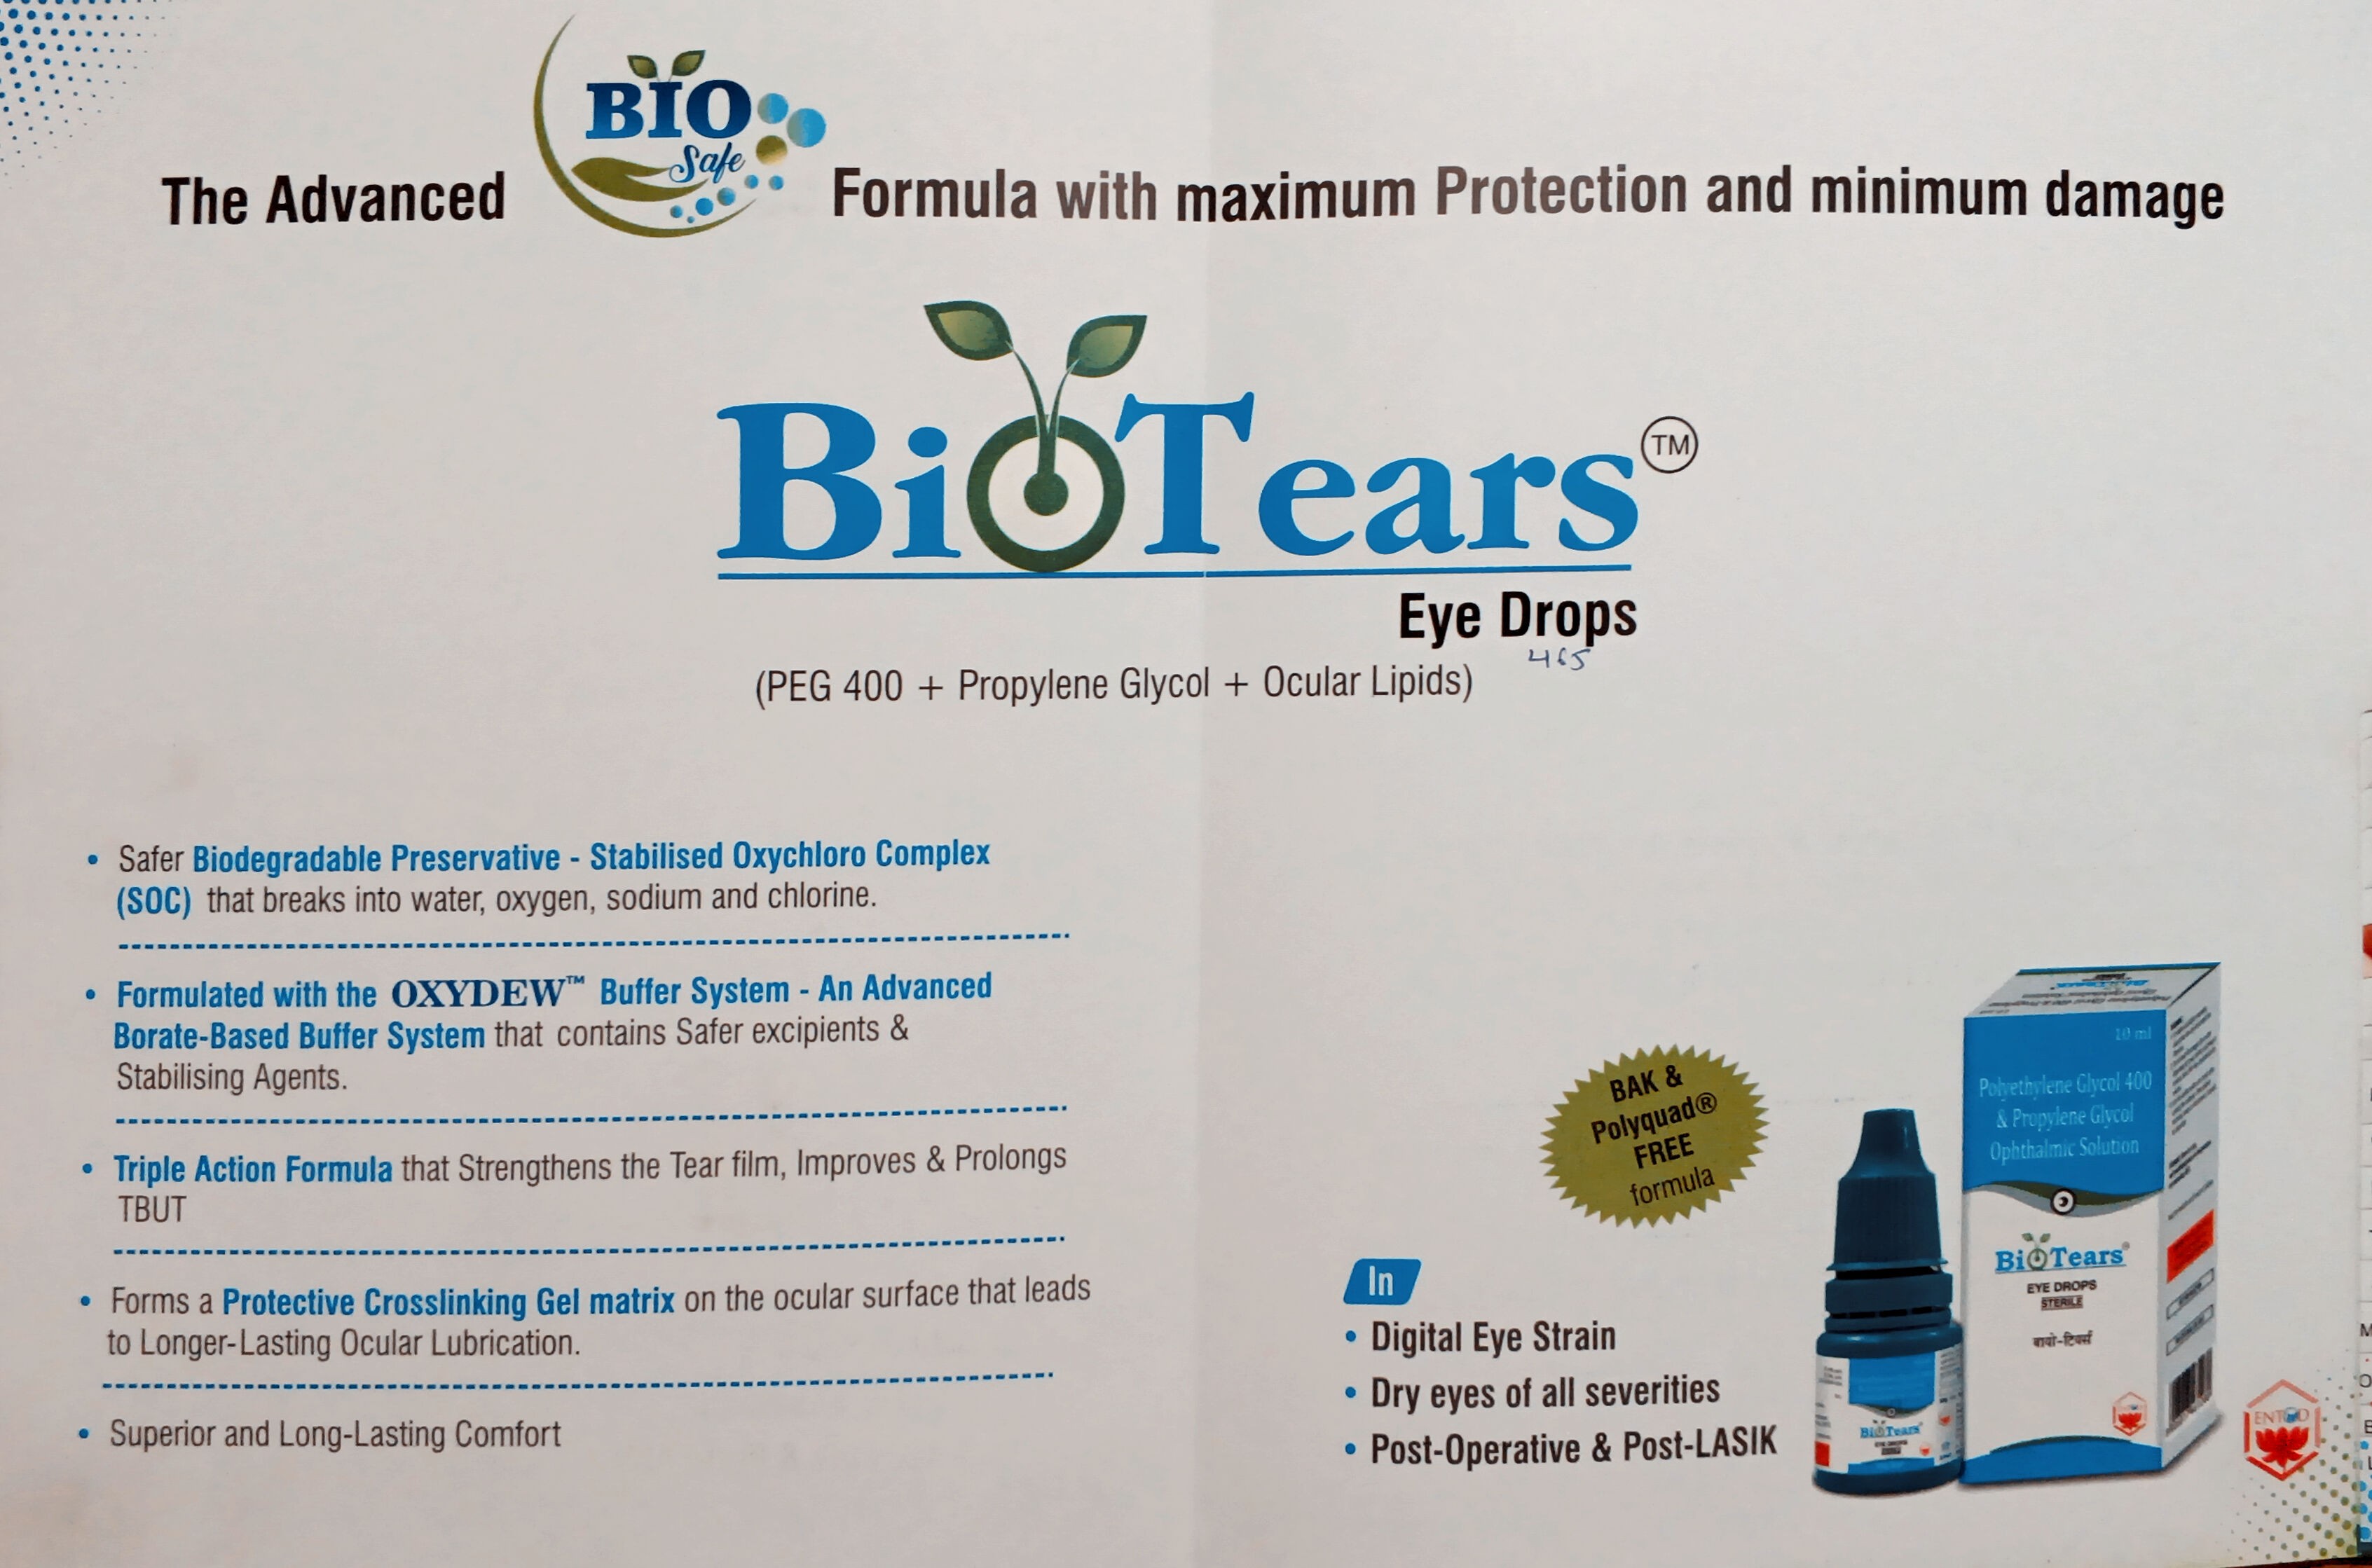 BIO
Safe
The Advanced Formula with maximum Protection and minimum damage
BiOTears TM
Eye Drops
465
(PEG 400 + Propylene Glycol + Ocular Lipids)
• Safer Biodegradable Preservative - Stabilised Oxychloro Complex
(SOC) that breaks into water, oxygen, sodium and chlorine.
• Formulated with the OXYDEW™ Buffer System - An Advanced
Borate-Based Buffer System that contains Safer excipients &
Stabilising Agents.
• Triple Action Formula that Strengthens the Tear film, Improves & Prolongs
TBUT
• Forms a Protective Crosslinking Gel matrix on the ocular surface that leads
to Longer-Lasting Ocular Lubrication.
• Superior and Long-Lasting Comfort
BAK &
Polyquad®
FREE
formula
In
• Digital Eye Strain
• Dry eyes of all severities
• Post-Operative & Post-LASIK
10 ml
Polyethylene Glycol 400
& Propylene Glycol
Ophthalmic Solution
BiOTears®
EYE DROPS
STERILE
बायो-टियर्स
BiOTears
ENTOD